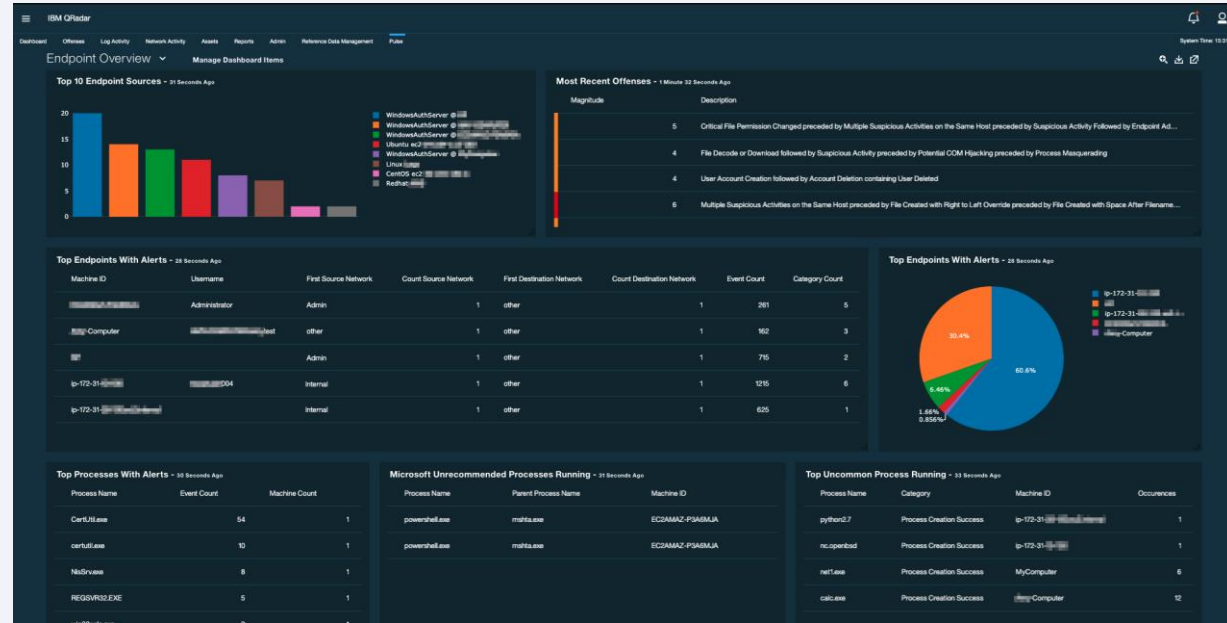 IBM QRadar
Dashboard Offenses Log Activity Network Activity Assets Reports Admin Reference Data Management Pulse
System Time: 13:31
Endpoint Overview Manage Dashboard Items
Top 10 Endpoint Sources - 31 Seconds Ago
20
15
10
5
0
WindowsAuthServer @
WindowsAuthServer @
WindowsAuthServer @
Ubuntu ec2
WindowsAuthServer @
Linux
CentOS ec2
Redhat
Most Recent Offenses - 1 Minute 32 Seconds Ago
Magnitude Description
5 Critical File Permission Changed preceded by Multiple Suspicious Activities on the Same Host preceded by Suspicious Activity Followed by Endpoint Ad...
4 File Decode or Download followed by Suspicious Activity preceded by Potential COM Hijacking preceded by Process Masquerading
4 User Account Creation followed by Account Deletion containing User Deleted
6 Multiple Suspicious Activities on the Same Host preceded by File Created with Right to Left Override preceded by File Created with Space After Filename...
Top Endpoints With Alerts - 28 Seconds Ago
Machine ID Username First Source Network Count Source Network First Destination Network Count Destination Network Event Count Category Count
Administrator Admin 1 other 1 261 5
-Computer test other 1 other 1 162 3
Admin 1 other 1 715 2
ip-172-31- D04 Internal 1 other 1 1215 6
ip-172-31- Internal 1 other 1 625 1
Top Endpoints With Alerts - 28 Seconds Ago
30.4%
60.6%
6.46%
1.66%
0.856%
ip-172-31-
ip-172-31-
-Computer
Top Processes With Alerts - 30 Seconds Ago
Process Name Event Count Machine Count
CertUtil.exe 54 1
certutil.exe 10 1
NisSrv.exe 8 1
REGSVR32.EXE 5 1
Microsoft Unrecommended Processes Running - 31 Seconds Ago
Process Name Parent Process Name Machine ID
powershell.exe mshta.exe EC2AMAZ-P3A6MJA
powershell.exe mshta.exe EC2AMAZ-P3A6MJA
Top Uncommon Process Running - 33 Seconds Ago
Process Name Category Machine ID Occurences
python2.7 Process Creation Success ip-172-31- 1
nc.openbsd Process Creation Success ip-172-31- 1
net1.exe Process Creation Success MyComputer 6
calc.exe Process Creation Success -Computer 12